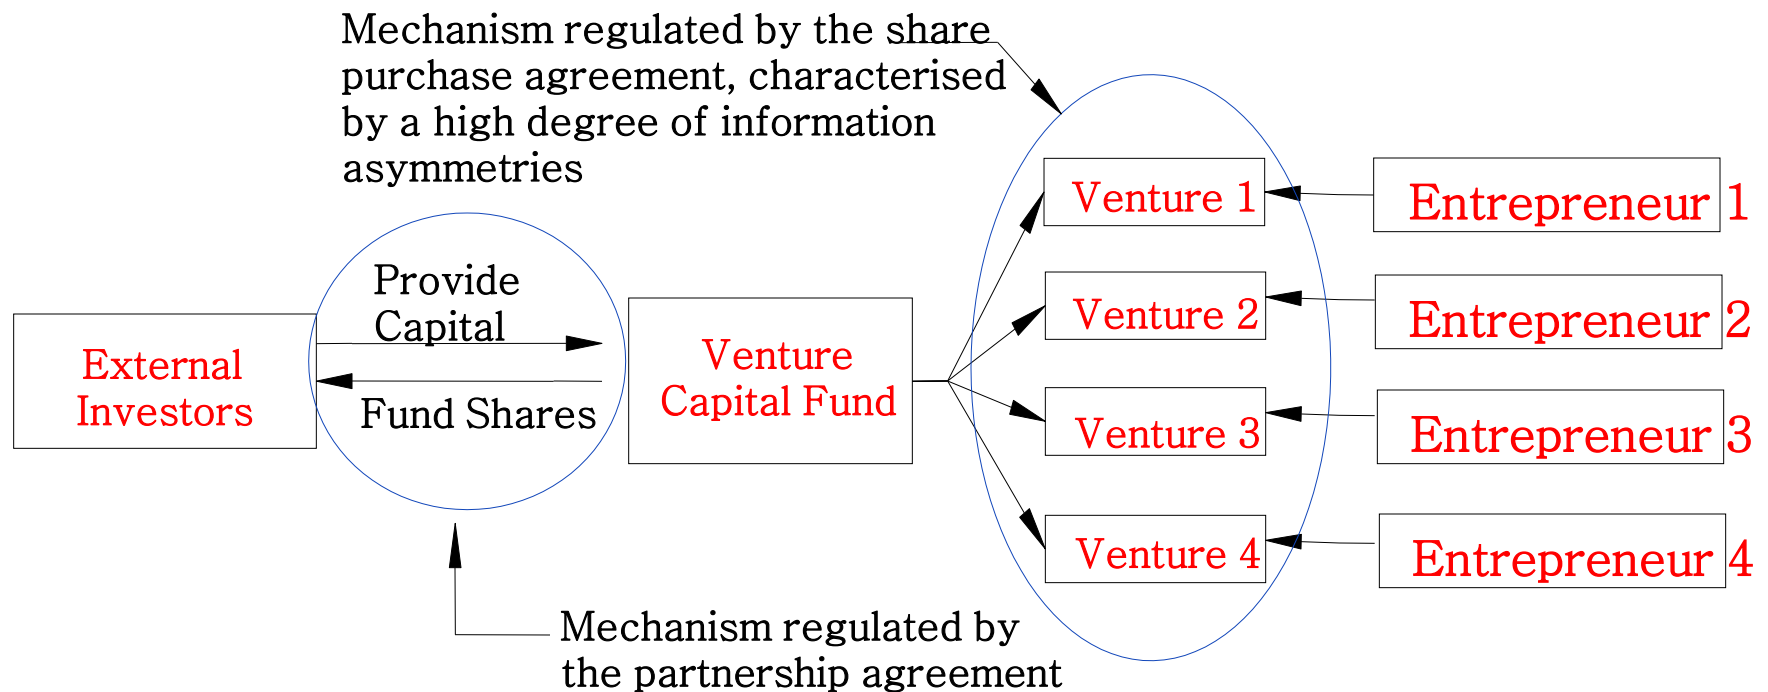 Mechanism regulated by the share
purchase agreement, characterised
by a high degree of information
asymmetries
Provide
Capital
Fund Shares
External
Investors
Venture
Capital Fund
Venture 1
Entrepreneur 1
Venture 2
Entrepreneur 2
Venture 3
Entrepreneur 3
Venture 4
Entrepreneur 4
Mechanism regulated by
the partnership agreement